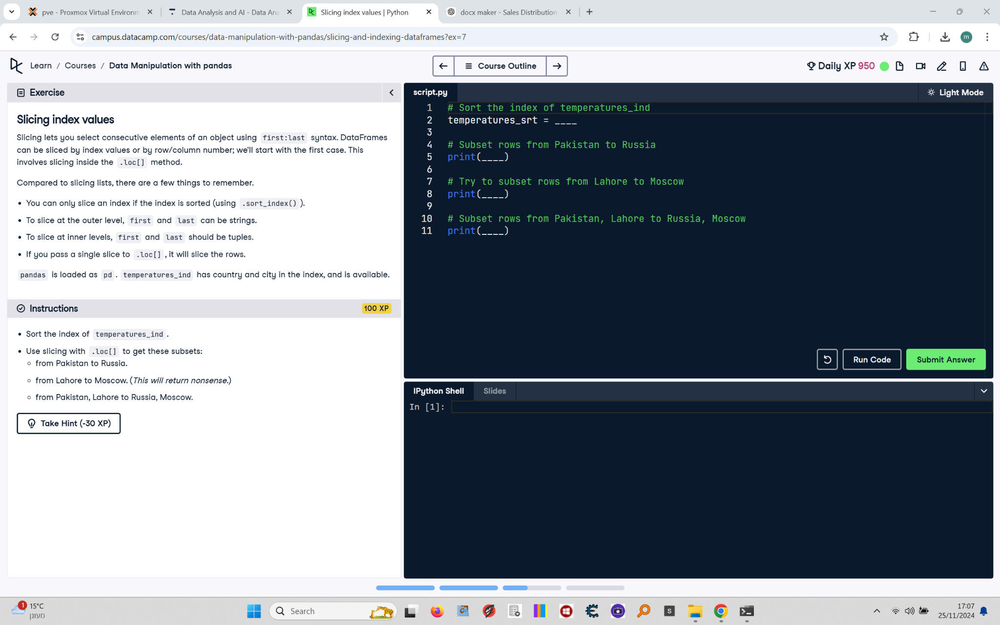 pve - Proxmox Virtual Environm
Data Analysis and AI - Data Ana
Slicing index values | Python
docx maker - Sales Distribution
campus.datacamp.com/courses/data-manipulation-with-pandas/slicing-and-indexing-dataframes?ex=7
m
Learn / Courses / Data Manipulation with pandas
Course Outline
Daily XP 950
Exercise
Slicing index values
Slicing lets you select consecutive elements of an object using first:last syntax. DataFrames
can be sliced by index values or by row/column number; we'll start with the first case. This
involves slicing inside the .loc[] method.
Compared to slicing lists, there are a few things to remember.
• You can only slice an index if the index is sorted (using .sort_index() ).
• To slice at the outer level, first and last can be strings.
• To slice at inner levels, first and last should be tuples.
• If you pass a single slice to .loc[] , it will slice the rows.
pandas is loaded as pd . temperatures_ind has country and city in the index, and is available.
Instructions
100 XP
• Sort the index of temperatures_ind .
• Use slicing with .loc[] to get these subsets:
○ from Pakistan to Russia.
○ from Lahore to Moscow. (This will return nonsense.)
○ from Pakistan, Lahore to Russia, Moscow.
Take Hint (-30 XP)
script.py
Light Mode
1 # Sort the index of temperatures_ind
2 temperatures_srt = ____
3
4 # Subset rows from Pakistan to Russia
5 print(____)
6
7 # Try to subset rows from Lahore to Moscow
8 print(____)
9
10 # Subset rows from Pakistan, Lahore to Russia, Moscow
11 print(____)
Run Code
Submit Answer
IPython Shell
Slides
In [1]:
1
15°C
מעונן
Search
S
17:07
25/11/2024